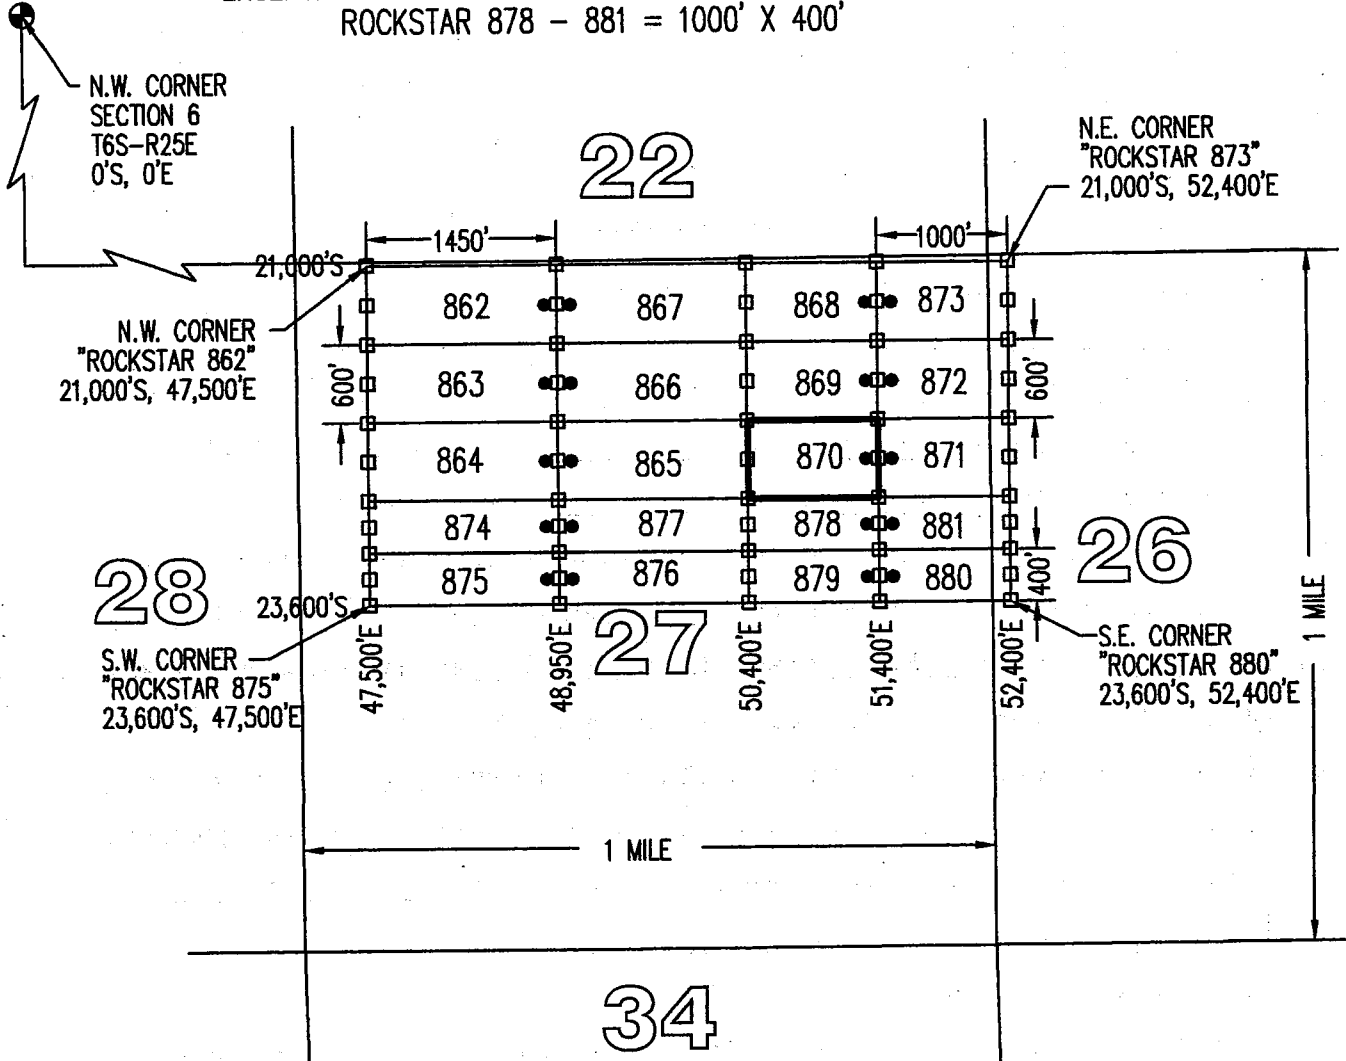 ROCKSTAR 878 - 881 = 1000' X 400'
N.W. CORNER
SECTION 6
T6S-R25E
0'S, 0'E
22
N.E. CORNER
"ROCKSTAR 873"
21,000'S, 52,400'E
1450'
1000'
21,000'S
862
867
868
873
N.W. CORNER
"ROCKSTAR 862"
21,000'S, 47,500'E
600'
863
866
869
872
600'
864
865
870
871
874
877
878
881
28
26
875
876
879
880
400'
23,600'S
27
1 MILE
S.W. CORNER
"ROCKSTAR 875"
23,600'S, 47,500'E
47,500'E
48,950'E
50,400'E
51,400'E
52,400'E
S.E. CORNER
"ROCKSTAR 880"
23,600'S, 52,400'E
1 MILE
34